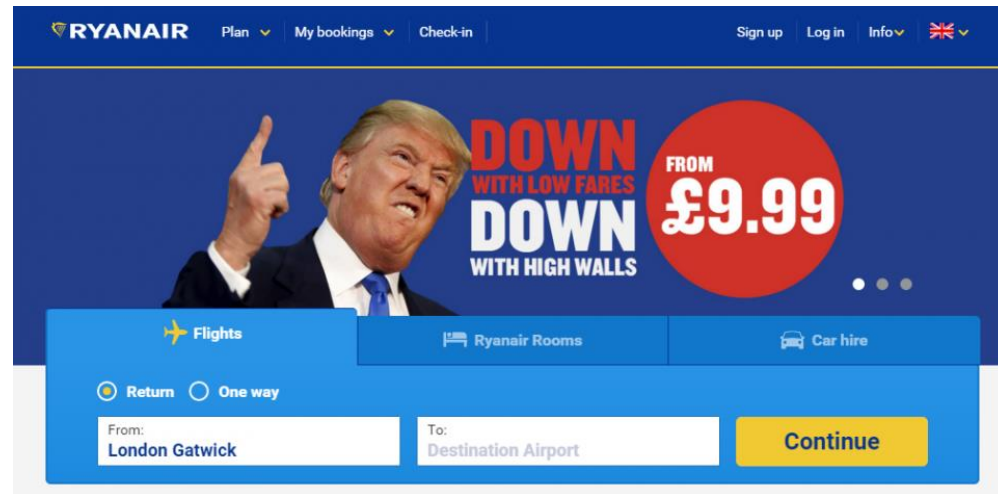 RYANAIR Plan My bookings Check-in Sign up Log in Info
DOWN
WITH LOW FARES
DOWN
WITH HIGH WALLS
FROM
£9.99
Flights Ryanair Rooms Car hire
Return One way
From:
London Gatwick
To:
Destination Airport
Continue